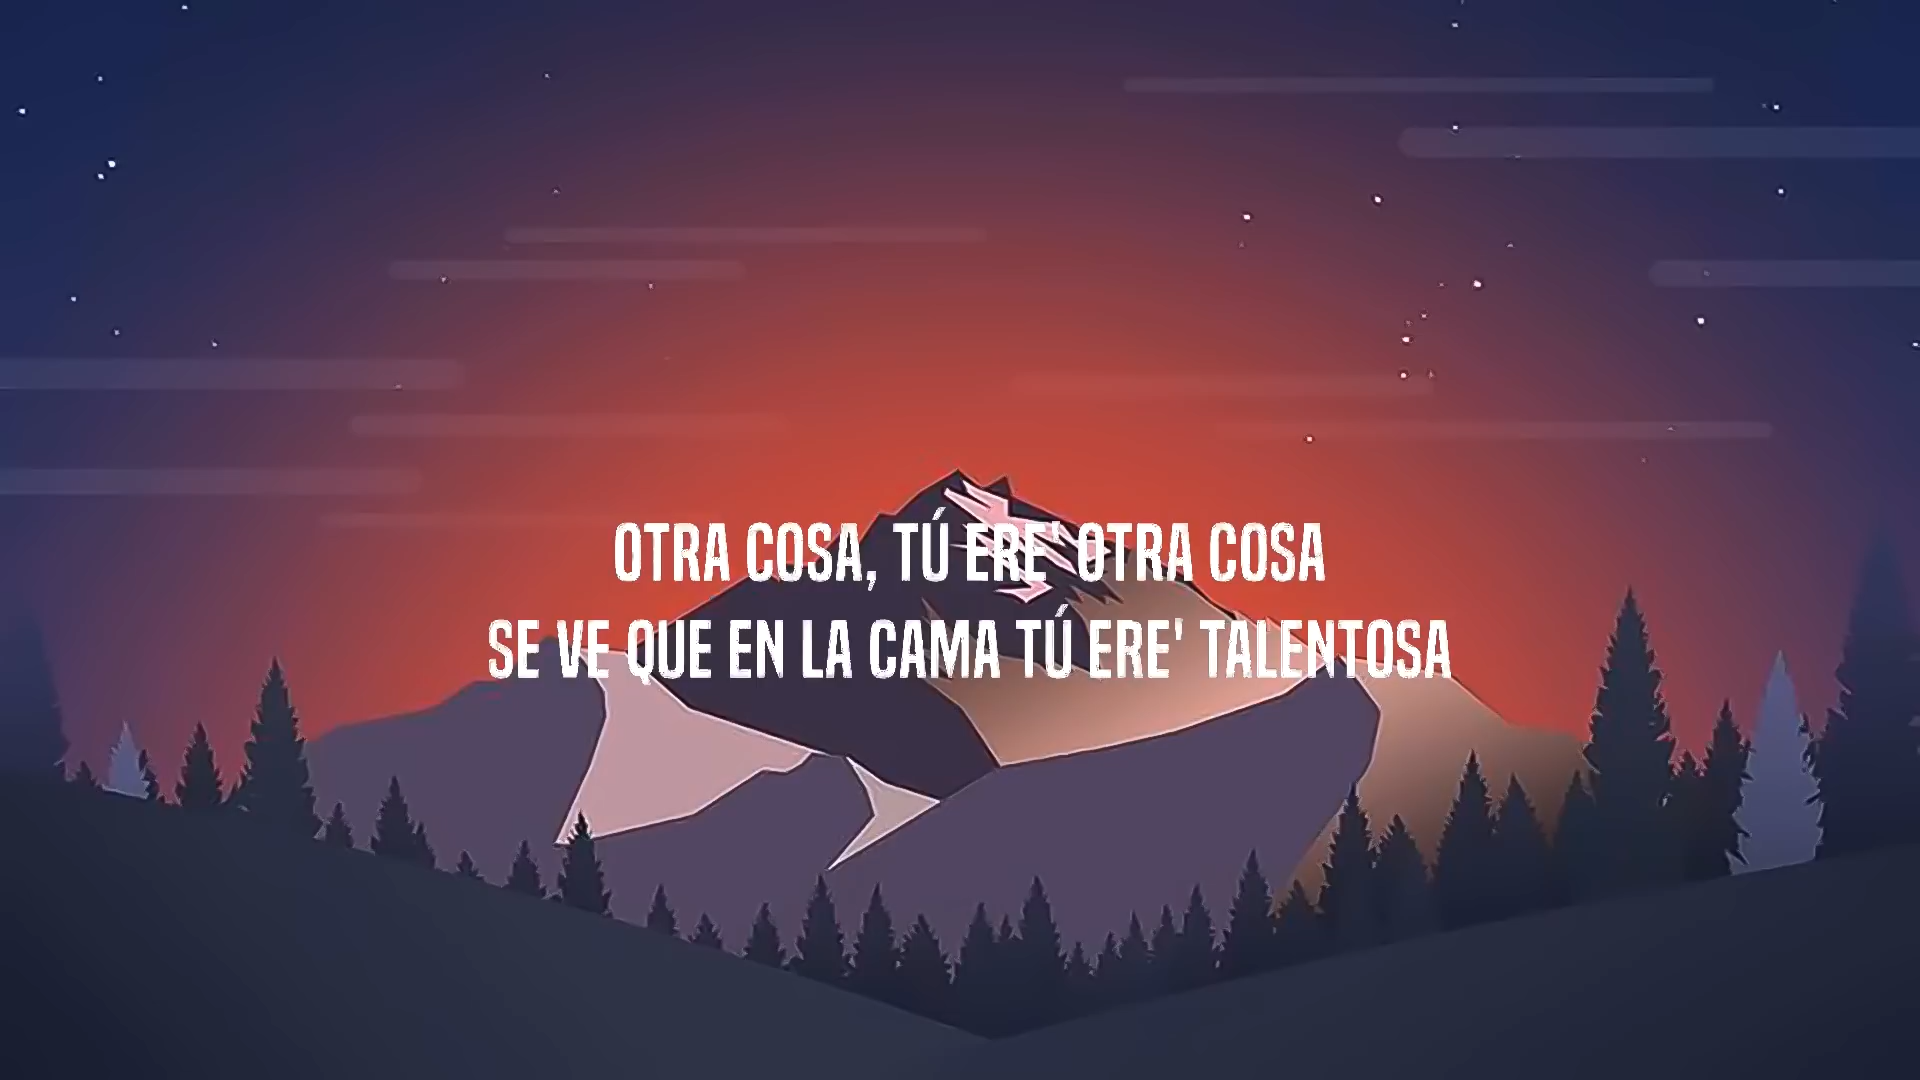 OTRA COSA, TÚ ERE' OTRA COSA
SE VE QUE EN LA CAMA TÚ ERE' TALENTOSA